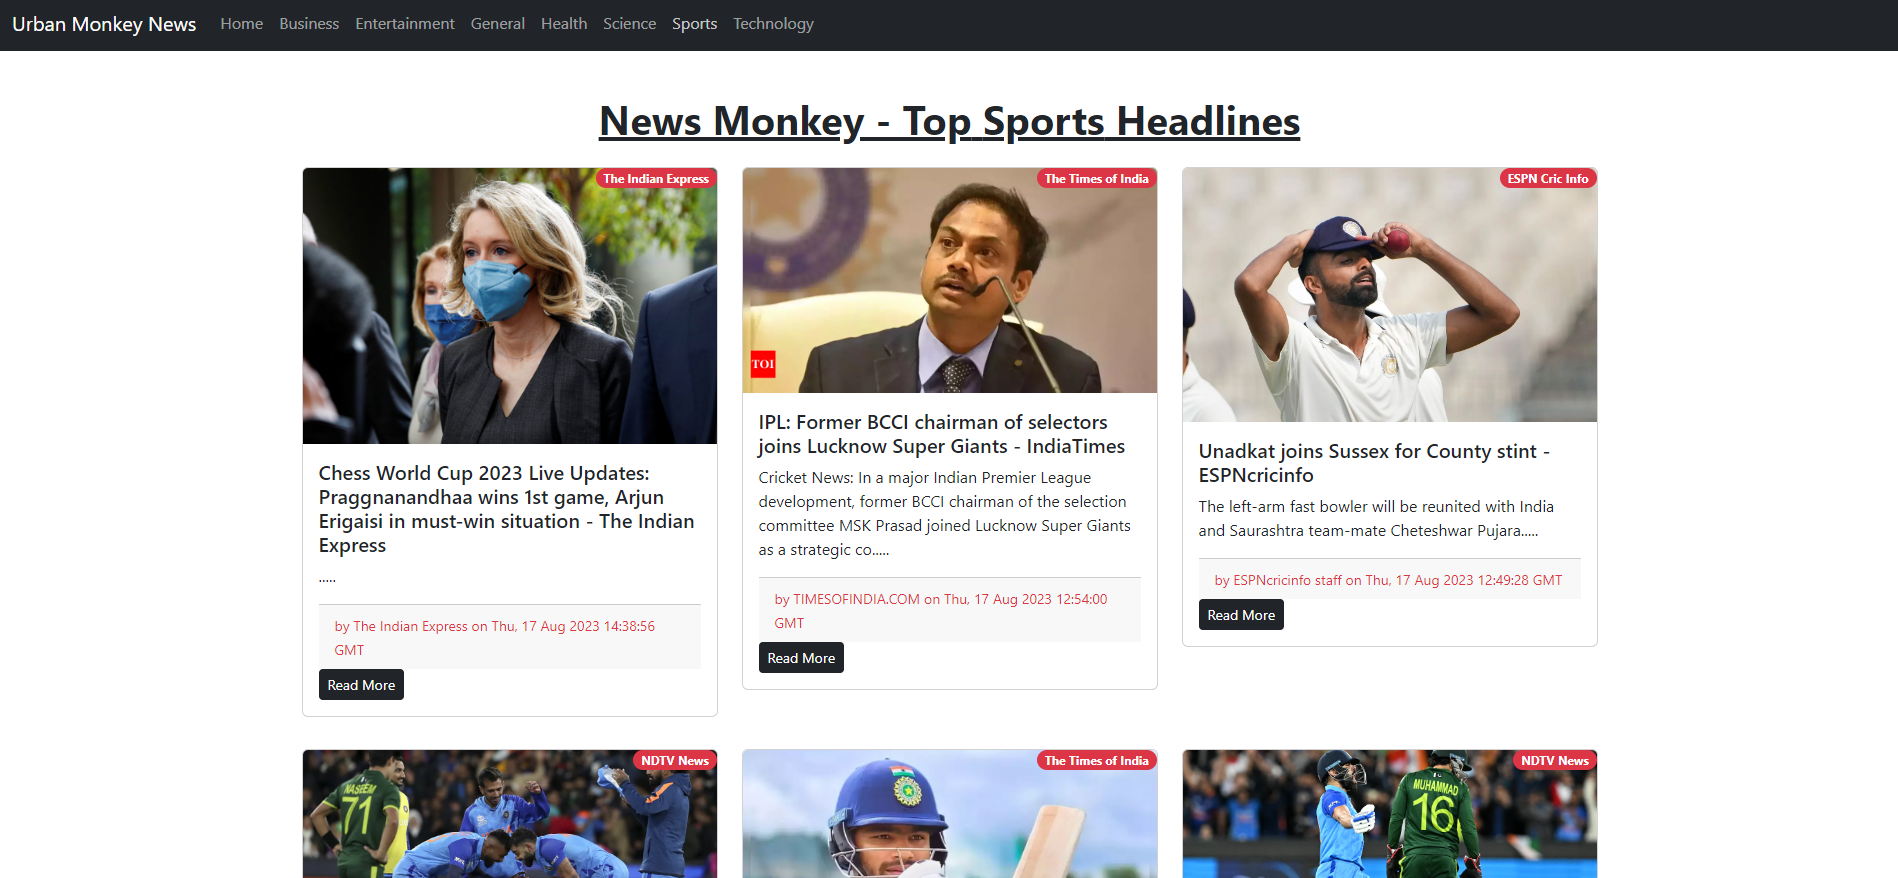 Urban Monkey News Home Business Entertainment General Health Science Sports Technology
News Monkey - Top Sports Headlines
The Indian Express
Chess World Cup 2023 Live Updates:
Praggnanandhaa wins 1st game, Arjun
Erigaisi in must-win situation - The Indian
Express
.....
by The Indian Express on Thu, 17 Aug 2023 14:38:56
GMT
Read More
The Times of India
TOI
IPL: Former BCCI chairman of selectors
joins Lucknow Super Giants - IndiaTimes
Cricket News: In a major Indian Premier League
development, former BCCI chairman of the selection
committee MSK Prasad joined Lucknow Super Giants
as a strategic co.....
by TIMESOFINDIA.COM on Thu, 17 Aug 2023 12:54:00
GMT
Read More
ESPN Cric Info
Unadkat joins Sussex for County stint -
ESPNcricinfo
The left-arm fast bowler will be reunited with India
and Saurashtra team-mate Cheteshwar Pujara.....
by ESPNcricinfo staff on Thu, 17 Aug 2023 12:49:28 GMT
Read More
NDTV News
NASEEM
71
The Times of India
NDTV News
MUHAMMAD
16